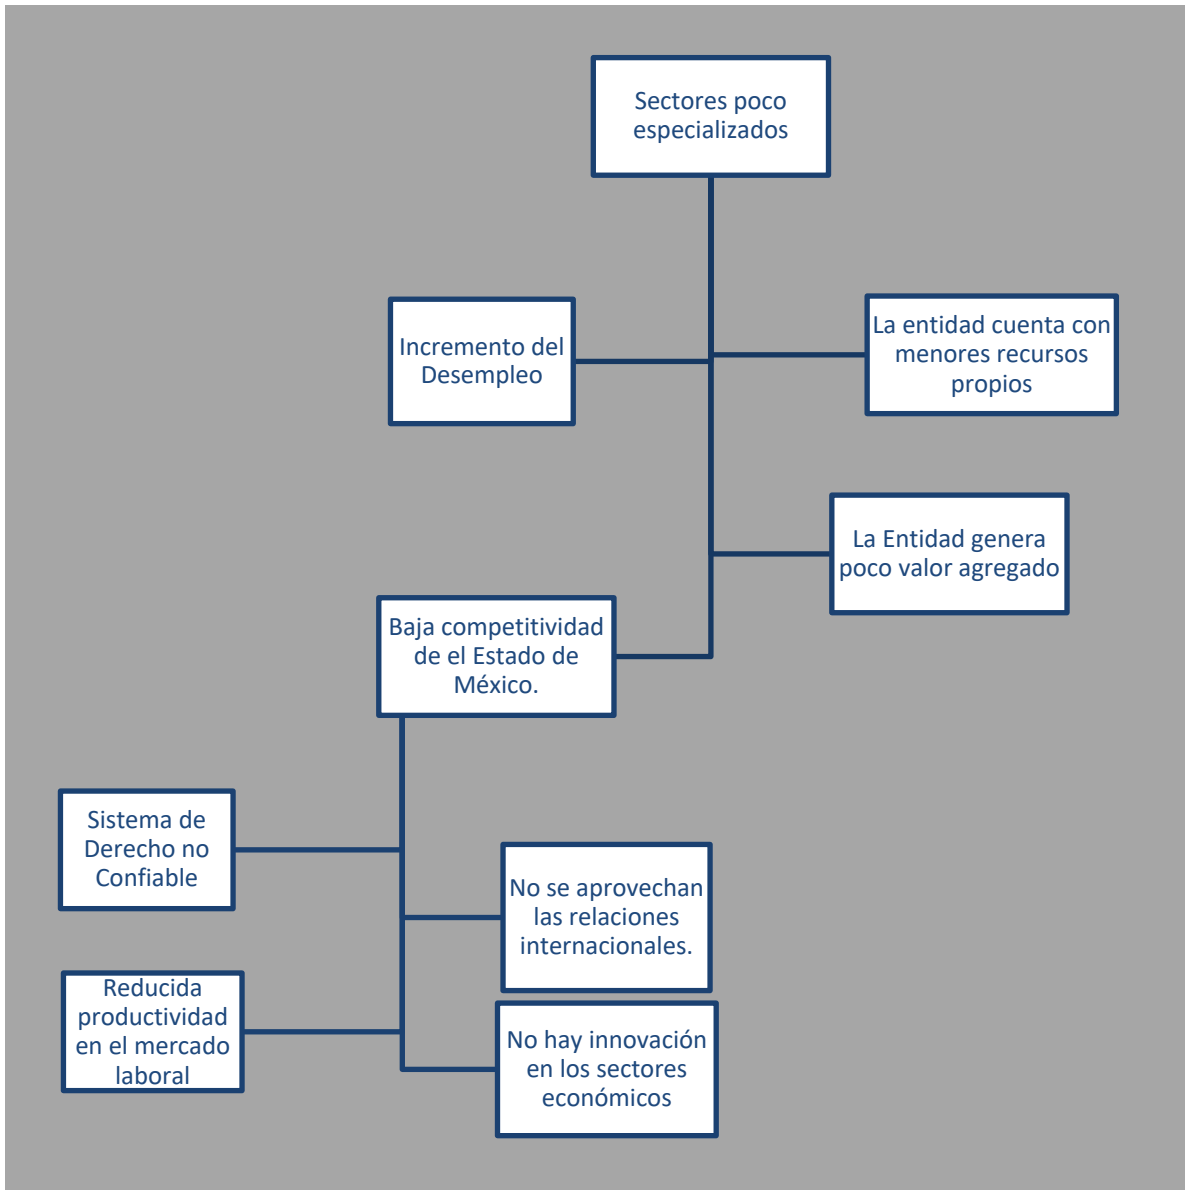 Sectores poco
especializados
Incremento del
Desempleo
La entidad cuenta con
menores recursos
propios
La Entidad genera
poco valor agregado
Baja competitividad
de el Estado de
México.
Sistema de
Derecho no
Confiable
No se aprovechan
las relaciones
internacionales.
Reducida
productividad
en el mercado
laboral
No hay innovación
en los sectores
económicos